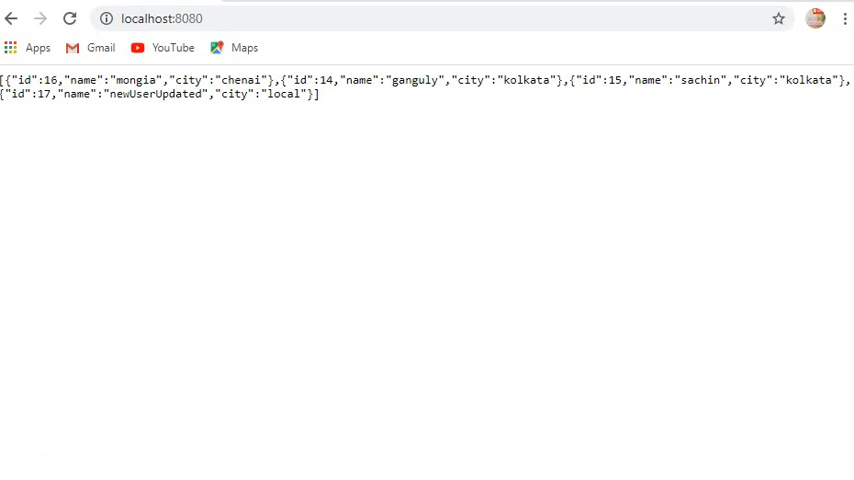 localhost:8080
Apps Gmail YouTube Maps
[{"id":16,"name":"mongia","city":"chenai"},{"id":14,"name":"ganguly","city":"kolkata"},{"id":15,"name":"sachin","city":"kolkata"},
{"id":17,"name":"newUserUpdated","city":"local"}]